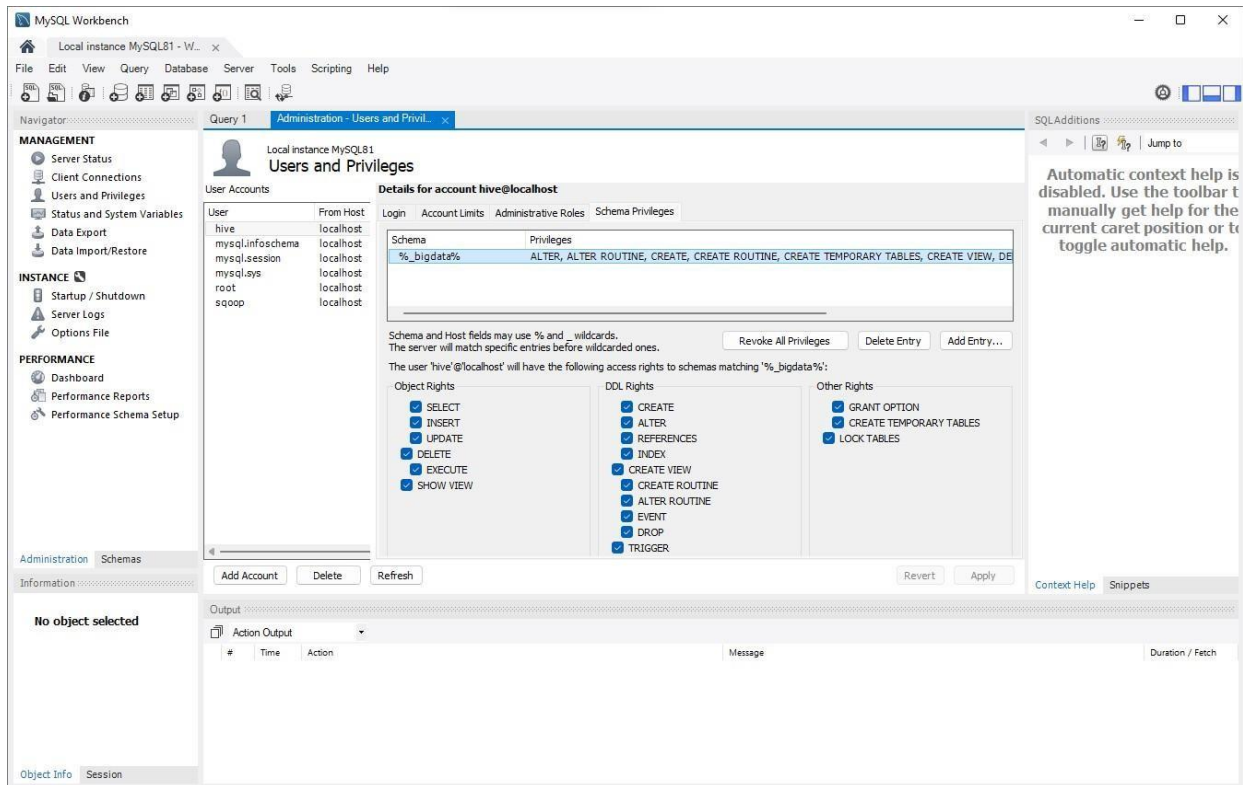 MySQL Workbench
Local instance MySQL81 - W...
File Edit View Query Database Server Tools Scripting Help
Navigator
MANAGEMENT
Server Status
Client Connections
Users and Privileges
Status and System Variables
Data Export
Data Import/Restore
INSTANCE
Startup / Shutdown
Server Logs
Options File
PERFORMANCE
Dashboard
Performance Reports
Performance Schema Setup
Administration Schemas
Information
No object selected
Object Info Session
Query 1 Administration - Users and Privil...
Local instance MySQL81
Users and Privileges
User Accounts
User From Host
hive localhost
mysql.infoschema localhost
mysql.session localhost
mysql.sys localhost
root localhost
sqoop localhost
Details for account hive@localhost
Login Account Limits Administrative Roles Schema Privileges
Schema Privileges
%_bigdata% ALTER, ALTER ROUTINE, CREATE, CREATE ROUTINE, CREATE TEMPORARY TABLES, CREATE VIEW, DE
Schema and Host fields may use % and _ wildcards.
The server will match specific entries before wildcarded ones.
Revoke All Privileges Delete Entry Add Entry...
The user 'hive'@'localhost' will have the following access rights to schemas matching '%_bigdata%':
Object Rights
SELECT
INSERT
UPDATE
DELETE
EXECUTE
SHOW VIEW
DDL Rights
CREATE
ALTER
REFERENCES
INDEX
CREATE VIEW
CREATE ROUTINE
ALTER ROUTINE
EVENT
DROP
TRIGGER
Other Rights
GRANT OPTION
CREATE TEMPORARY TABLES
LOCK TABLES
Add Account Delete Refresh Revert Apply
Output
Action Output
# Time Action Message Duration / Fetch
SQLAdditions
Jump to
Automatic context help is
disabled. Use the toolbar t
manually get help for the
current caret position or to
toggle automatic help.
Context Help Snippets